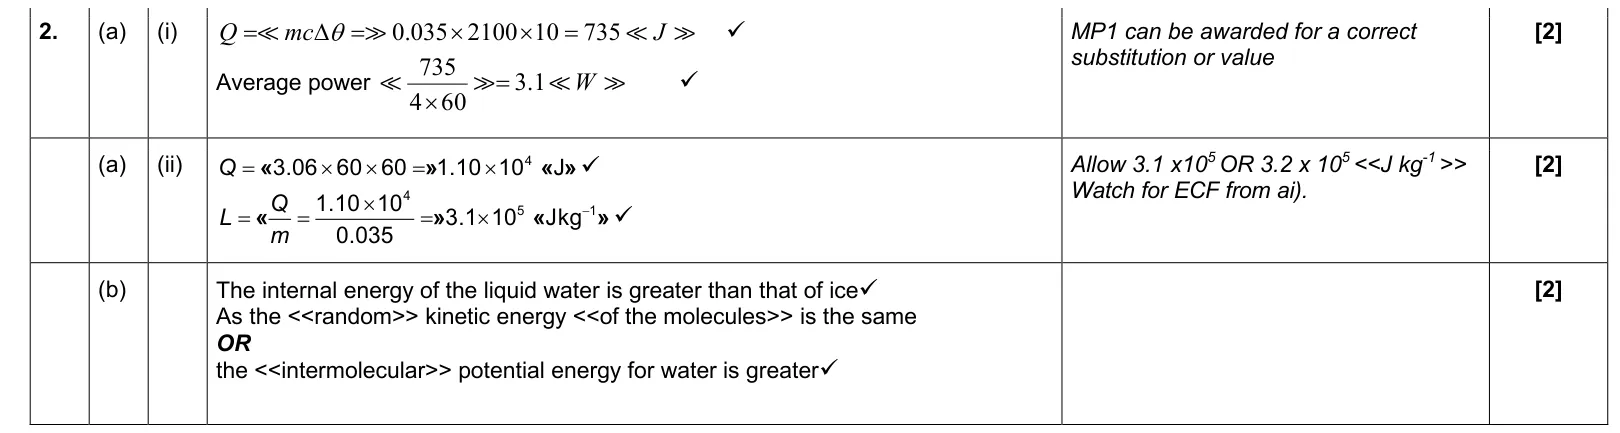 2. (a) (i) Q =≪ mcΔθ =≫ 0.035 × 2100 × 10 = 735 ≪ J ≫ ✓ MP1 can be awarded for a correct [2]
substitution or value
Average power ≪ 735 / 4 × 60 ≫= 3.1 ≪ W ≫ ✓
(a) (ii) Q = «3.06 × 60 × 60 =»1.10 × 10⁴ «J» ✓ Allow 3.1 x10⁵ OR 3.2 x 10⁵ <<J kg⁻¹ >> [2]
Watch for ECF from ai).
L = « Q / m = 1.10 × 10⁴ / 0.035 =»3.1 × 10⁵ «Jkg⁻¹» ✓
(b) The internal energy of the liquid water is greater than that of ice✓ [2]
As the <<random>> kinetic energy <<of the molecules>> is the same
OR
the <<intermolecular>> potential energy for water is greater✓